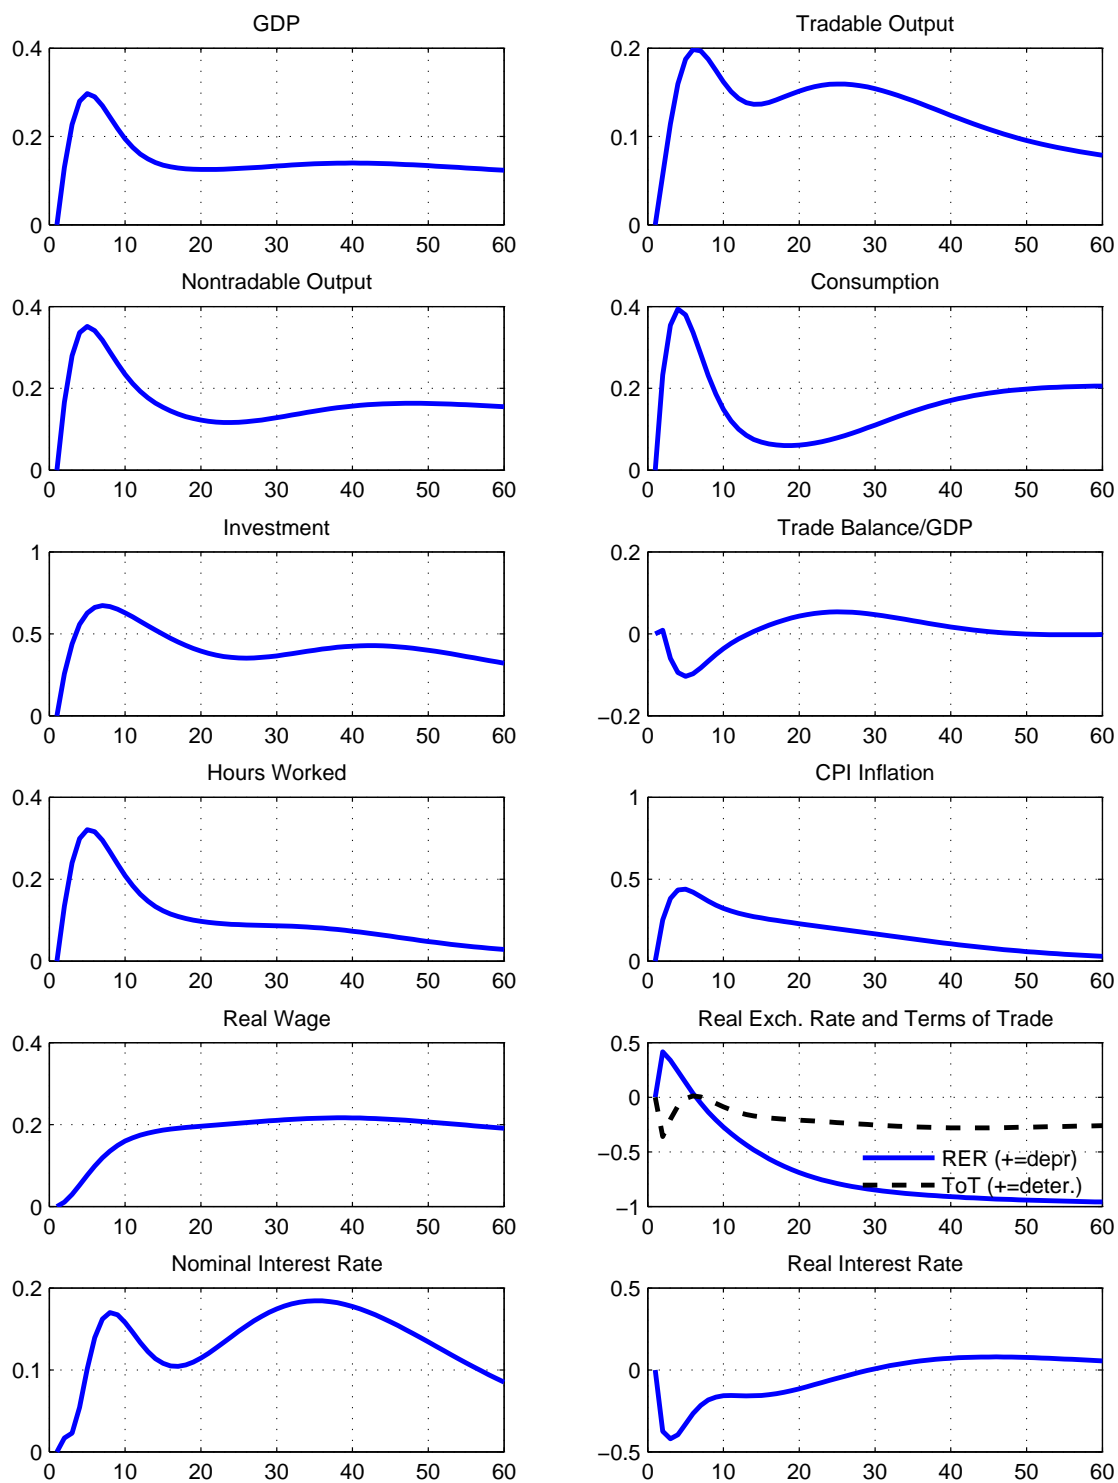 GDP
0.4
0.2
0
0 10 20 30 40 50 60
Tradable Output
0.2
0.1
0
0 10 20 30 40 50 60
Nontradable Output
0.4
0.2
0
0 10 20 30 40 50 60
Consumption
0.4
0.2
0
0 10 20 30 40 50 60
Investment
1
0.5
0
0 10 20 30 40 50 60
Trade Balance/GDP
0.2
0
−0.2
0 10 20 30 40 50 60
Hours Worked
0.4
0.2
0
0 10 20 30 40 50 60
CPI Inflation
1
0.5
0
0 10 20 30 40 50 60
Real Wage
0.4
0.2
0
0 10 20 30 40 50 60
Real Exch. Rate and Terms of Trade
0.5
0
−0.5
−1
RER (+=depr)
ToT (+=deter.)
0 10 20 30 40 50 60
Nominal Interest Rate
0.2
0.1
0
0 10 20 30 40 50 60
Real Interest Rate
0.5
0
−0.5
0 10 20 30 40 50 60